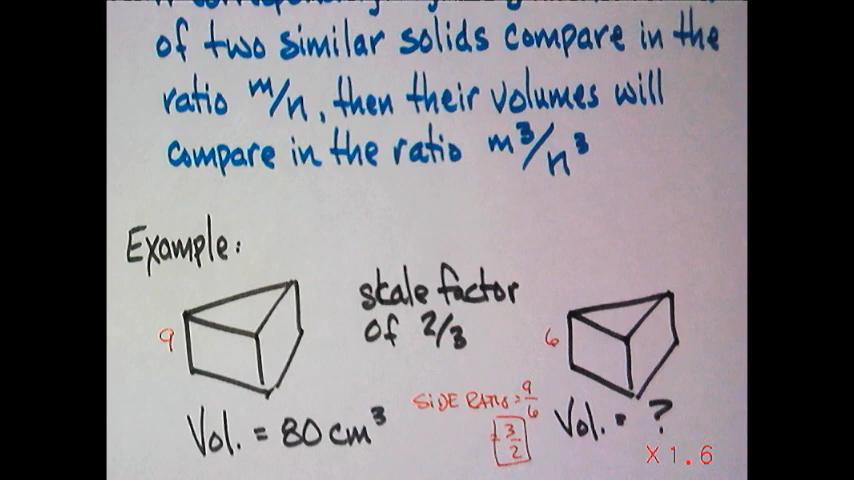 of two similar solids compare in the
ratio m/n, then their volumes will
compare in the ratio m³/n³
Example:
scale factor
of 2/3
9
6
Vol. = 80 cm³
SIDE RATIO = 9/6
= 3/2
Vol. = ?
X1.6